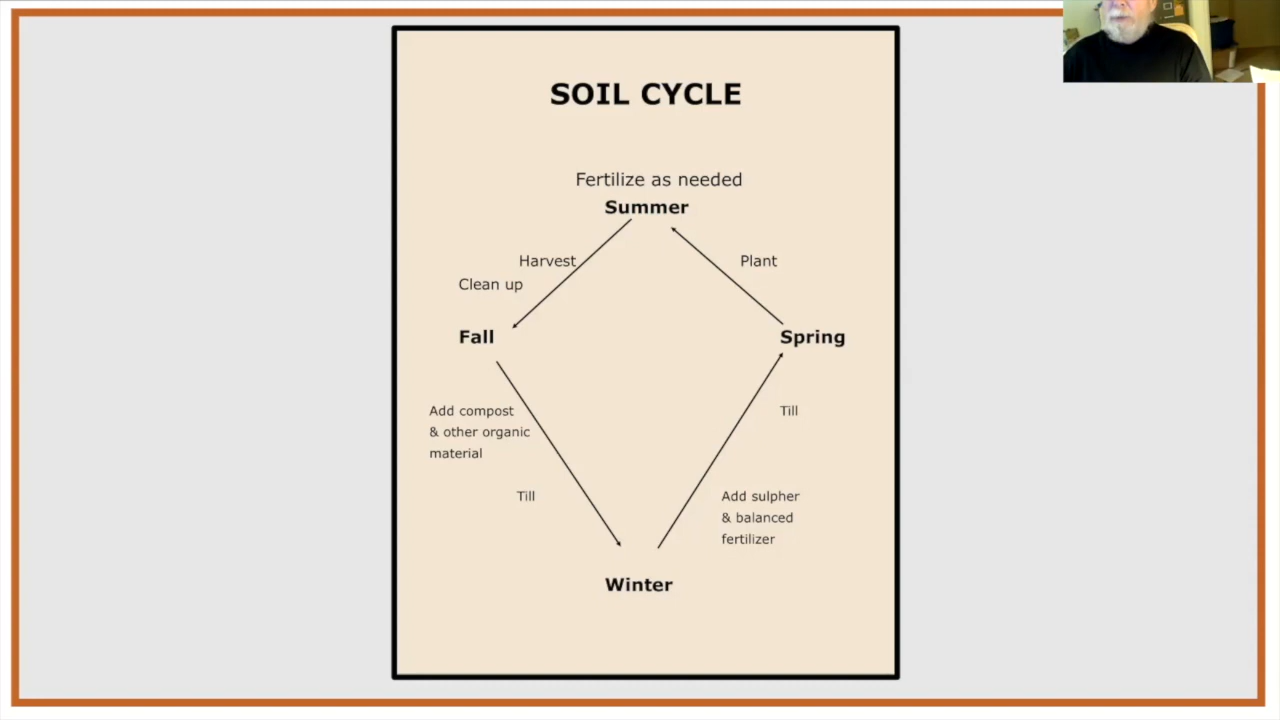 SOIL CYCLE
Fertilize as needed
Summer
Harvest
Plant
Clean up
Fall
Spring
Add compost
& other organic
material
Till
Till
Add sulpher
& balanced
fertilizer
Winter